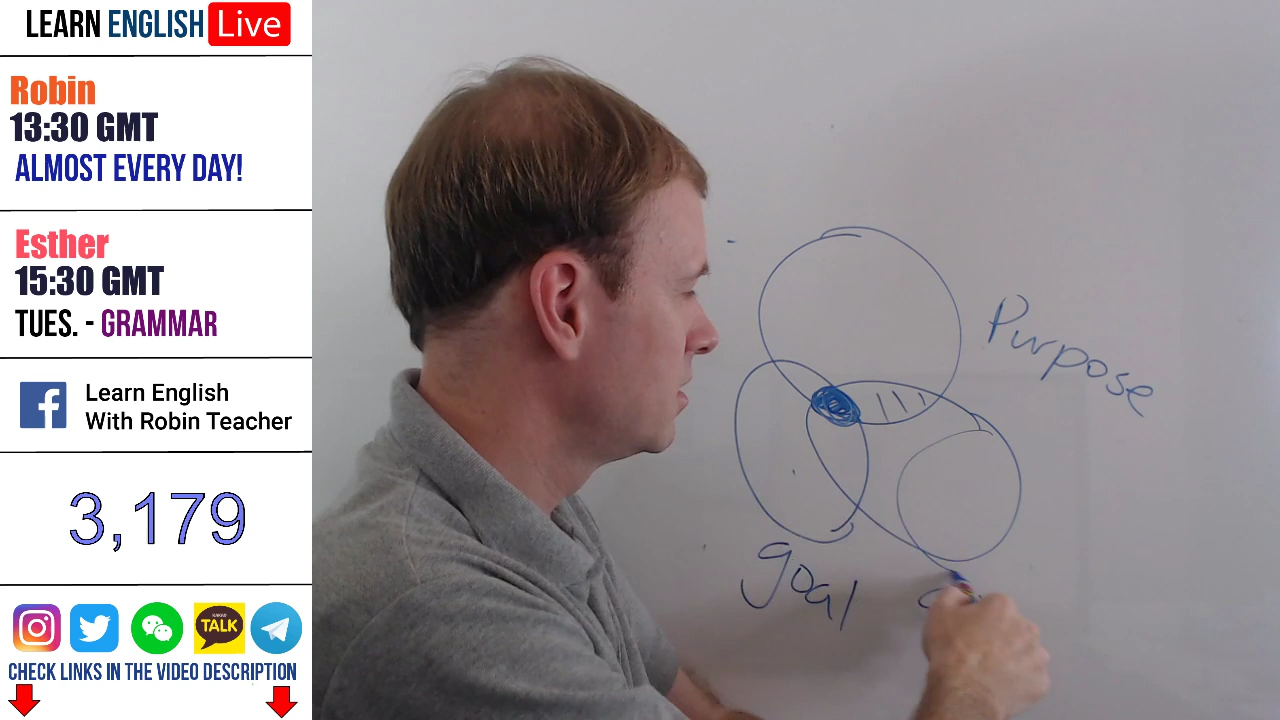 LEARN ENGLISH Live
Robin
13:30 GMT
ALMOST EVERY DAY!
Esther
15:30 GMT
TUES. - GRAMMAR
Learn English
With Robin Teacher
3,179
KAKAO
TALK
CHECK LINKS IN THE VIDEO DESCRIPTION
Purpose
goal